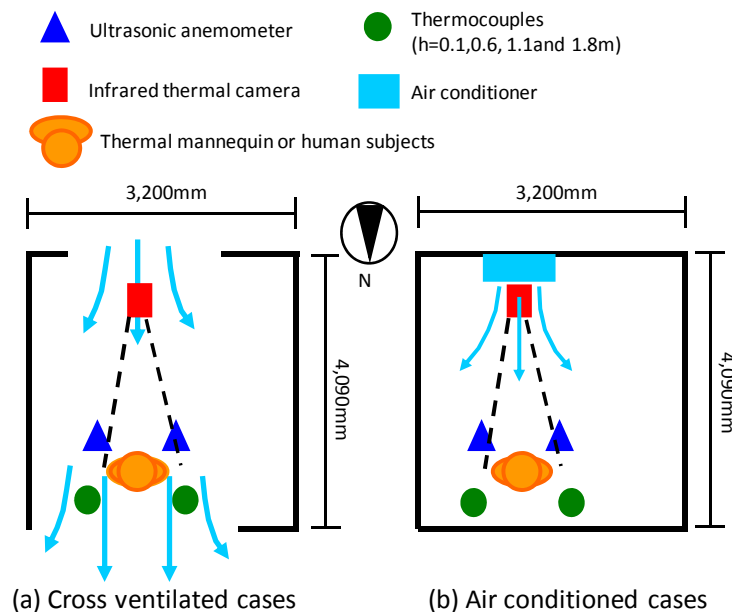 Ultrasonic anemometer
Thermocouples
(h=0.1,0.6, 1.1and 1.8m)
Infrared thermal camera
Air conditioner
Thermal mannequin or human subjects
3,200mm
3,200mm
N
4,090mm
4,090mm
(a) Cross ventilated cases
(b) Air conditioned cases